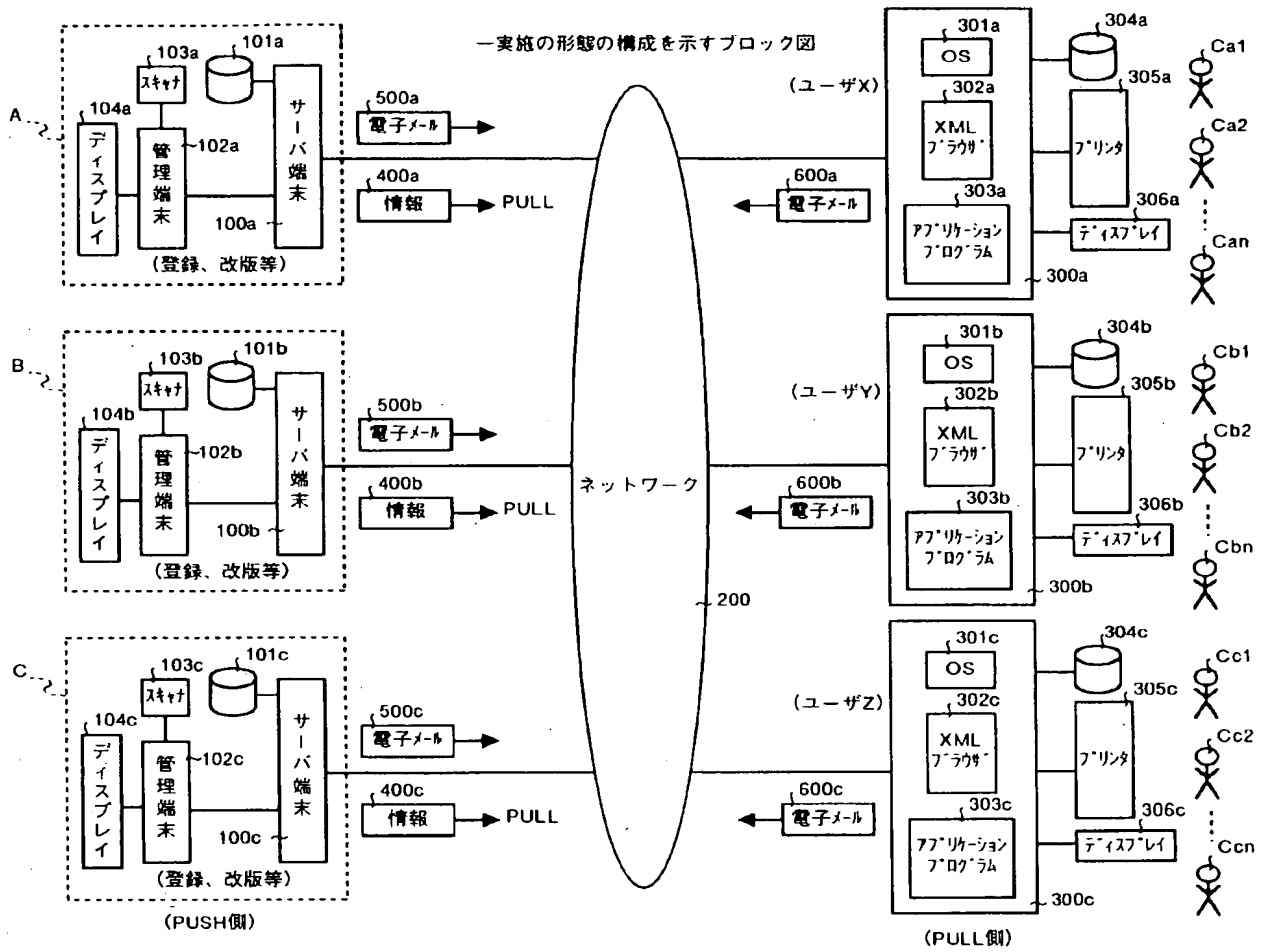 一実施の形態の構成を示すブロック図
A
104a
ディスプレイ
103a
スキャナ
101a
102a
管理端末
サーバ端末
100a
(登録、改版等)
500a
電子メール
400a
情報
PULL
(ユーザX)
600a
電子メール
301a
OS
302a
XML
ブラウザ
303a
アプリケーション
プログラム
300a
304a
305a
プリンタ
306a
ディスプレイ
Ca1
Ca2
Can
B
104b
ディスプレイ
103b
スキャナ
101b
102b
管理端末
サーバ端末
100b
(登録、改版等)
500b
電子メール
400b
情報
PULL
ネットワーク
200
(ユーザY)
600b
電子メール
301b
OS
302b
XML
ブラウザ
303b
アプリケーション
プログラム
300b
304b
305b
プリンタ
306b
ディスプレイ
Cb1
Cb2
Cbn
C
104c
ディスプレイ
103c
スキャナ
101c
102c
管理端末
サーバ端末
100c
(登録、改版等)
(PUSH側)
500c
電子メール
400c
情報
PULL
(ユーザZ)
600c
電子メール
301c
OS
302c
XML
ブラウザ
303c
アプリケーション
プログラム
300c
304c
305c
プリンタ
306c
ディスプレイ
Cc1
Cc2
Ccn
(PULL側)